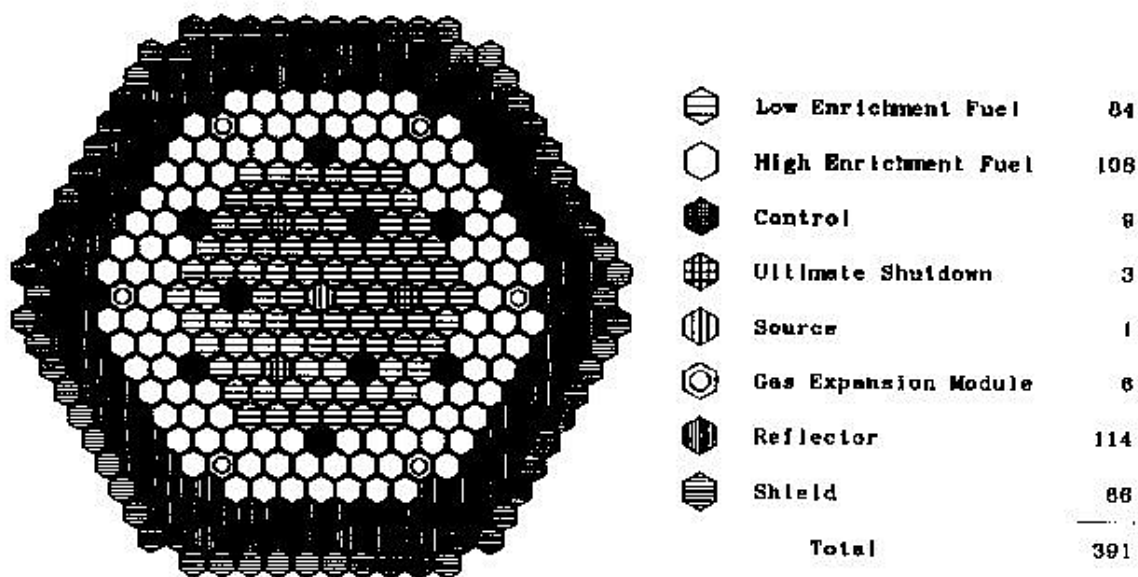 Low Enrichment Fuel 84
High Enrichment Fuel 108
Control 9
Ultimate Shutdown 3
Source 1
Gas Expansion Module 6
Reflector 114
Shield 66
Total 391